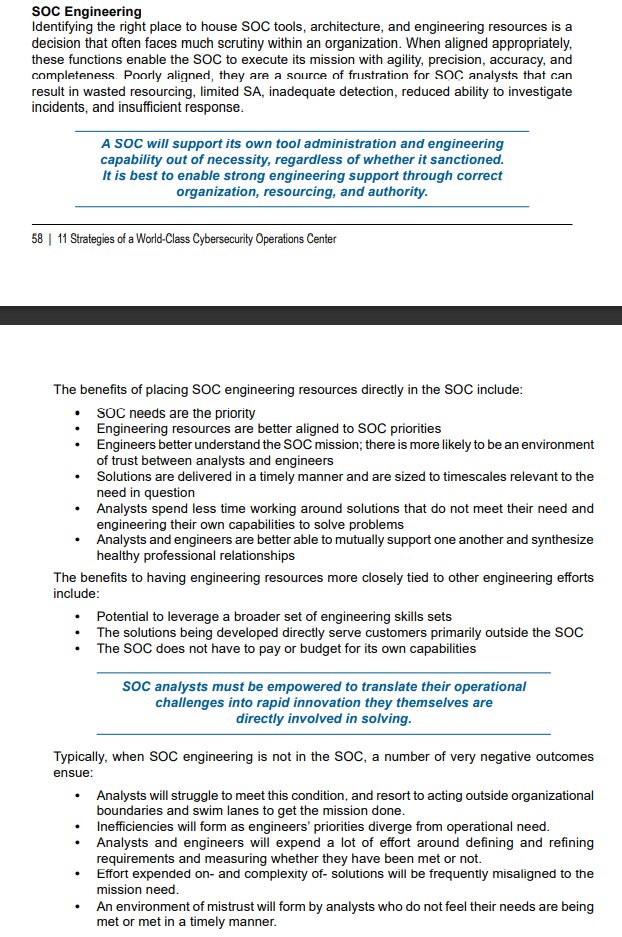 SOC Engineering
Identifying the right place to house SOC tools, architecture, and engineering resources is a
decision that often faces much scrutiny within an organization. When aligned appropriately,
these functions enable the SOC to execute its mission with agility, precision, accuracy, and
completeness. Poorly aligned, they are a source of frustration for SOC analysts that can
result in wasted resourcing, limited SA, inadequate detection, reduced ability to investigate
incidents, and insufficient response.
A SOC will support its own tool administration and engineering
capability out of necessity, regardless of whether it sanctioned.
It is best to enable strong engineering support through correct
organization, resourcing, and authority.
58 | 11 Strategies of a World-Class Cybersecurity Operations Center
The benefits of placing SOC engineering resources directly in the SOC include:
• SOC needs are the priority
• Engineering resources are better aligned to SOC priorities
• Engineers better understand the SOC mission; there is more likely to be an environment
of trust between analysts and engineers
• Solutions are delivered in a timely manner and are sized to timescales relevant to the
need in question
• Analysts spend less time working around solutions that do not meet their need and
engineering their own capabilities to solve problems
• Analysts and engineers are better able to mutually support one another and synthesize
healthy professional relationships
The benefits to having engineering resources more closely tied to other engineering efforts
include:
• Potential to leverage a broader set of engineering skills sets
• The solutions being developed directly serve customers primarily outside the SOC
• The SOC does not have to pay or budget for its own capabilities
SOC analysts must be empowered to translate their operational
challenges into rapid innovation they themselves are
directly involved in solving.
Typically, when SOC engineering is not in the SOC, a number of very negative outcomes
ensue:
• Analysts will struggle to meet this condition, and resort to acting outside organizational
boundaries and swim lanes to get the mission done.
• Inefficiencies will form as engineers' priorities diverge from operational need.
• Analysts and engineers will expend a lot of effort around defining and refining
requirements and measuring whether they have been met or not.
• Effort expended on- and complexity of- solutions will be frequently misaligned to the
mission need.
• An environment of mistrust will form by analysts who do not feel their needs are being
met or met in a timely manner.